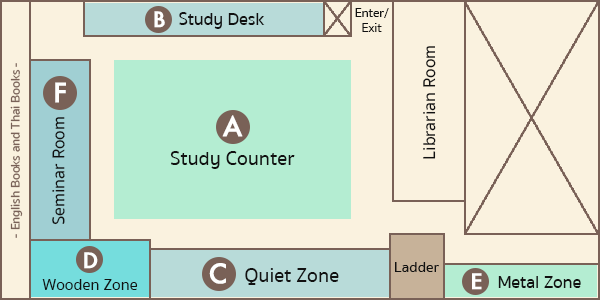 B Study Desk
Enter/
Exit
- English Books and Thai Books -
F
Seminar Room
A
Study Counter
Librarian Room
D
Wooden Zone
C Quiet Zone
Ladder
E Metal Zone